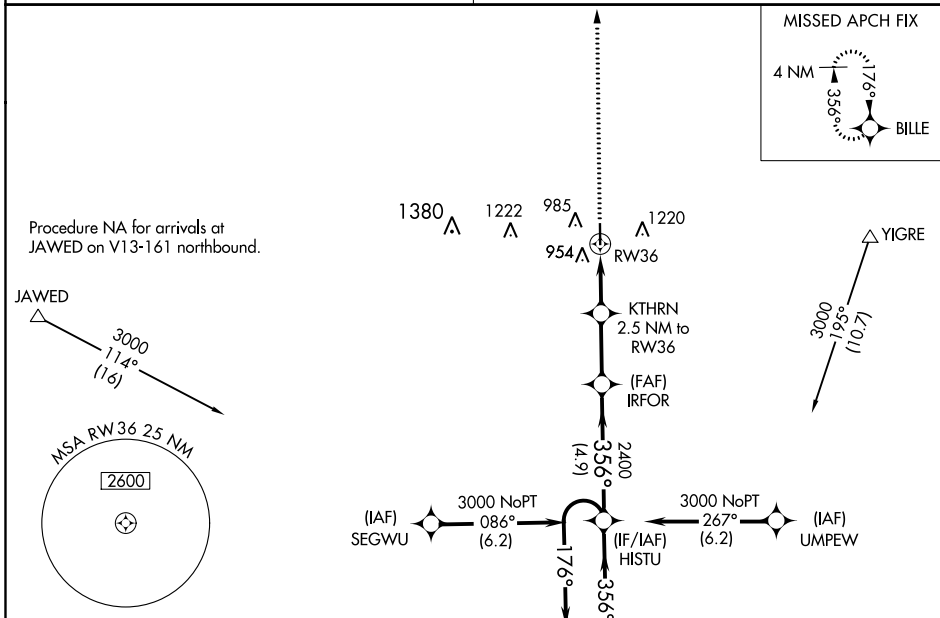 MISSED APCH FIX
4 NM
176°
356°
BILLE
1380
1222
985
1220
954
RW36
Procedure NA for arrivals at
JAWED on V13-161 northbound.
YIGRE
3000
195°
(10.7)
JAWED
3000
114°
(16)
KTHRN
2.5 NM to
RW36
(FAF)
IRFOR
MSA RW 36 25 NM
2600
2400
356°
(4.9)
(IAF)
SEGWU
3000 NoPT
086°
(6.2)
(IF/IAF)
HISTU
3000 NoPT
267°
(6.2)
(IAF)
UMPEW
176°
356°